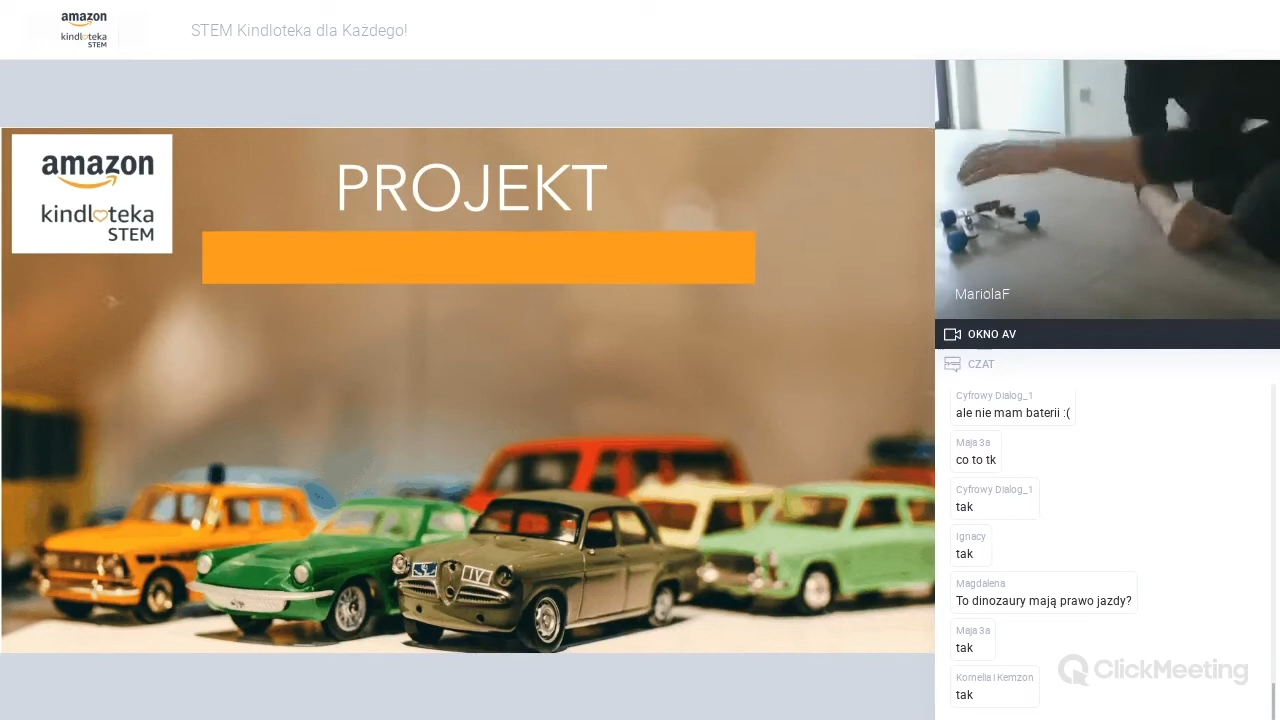 amazon
kindloteka
STEM
STEM Kindloteka dla Każdego!
amazon
kindloteka
STEM
PROJEKT
IV
MariolaF
OKNO AV
CZAT
Cyfrowy Dialog_1
ale nie mam baterii :(
Maja 3a
co to tk
Cyfrowy Dialog_1
tak
Ignacy
tak
Magdalena
To dinozaury mają prawo jazdy?
Maja 3a
tak
Kornelia i Kemzon
tak
ClickMeeting